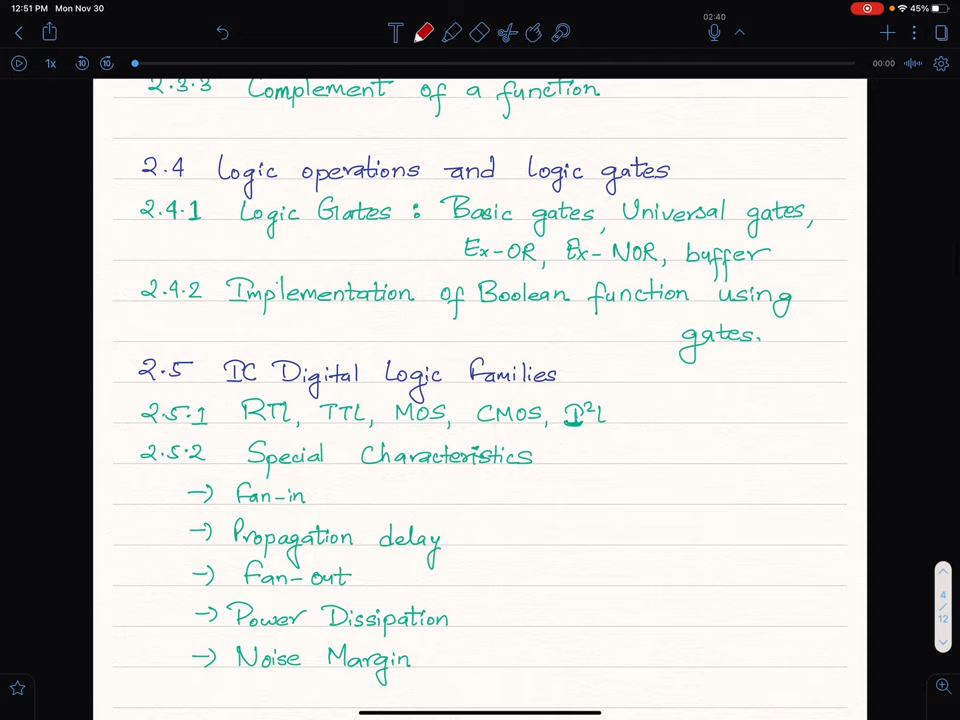 12:51 PM Mon Nov 30
45%
02:40
1x
10
10
00:00
2.3.3 Complement of a function
2.4 Logic operations and logic gates
2.4.1 Logic Gates : Basic gates, Universal gates,
Ex-OR, Ex-NOR, buffer
2.4.2 Implementation of Boolean function using
gates.
2.5 IC Digital Logic Families
2.5.1 RTL, TTL, MOS, CMOS, I²L
2.5.2 Special Characteristics
→ Fan-in
→ Propagation delay
→ Fan-out
→ Power Dissipation
→ Noise Margin
4
/
12